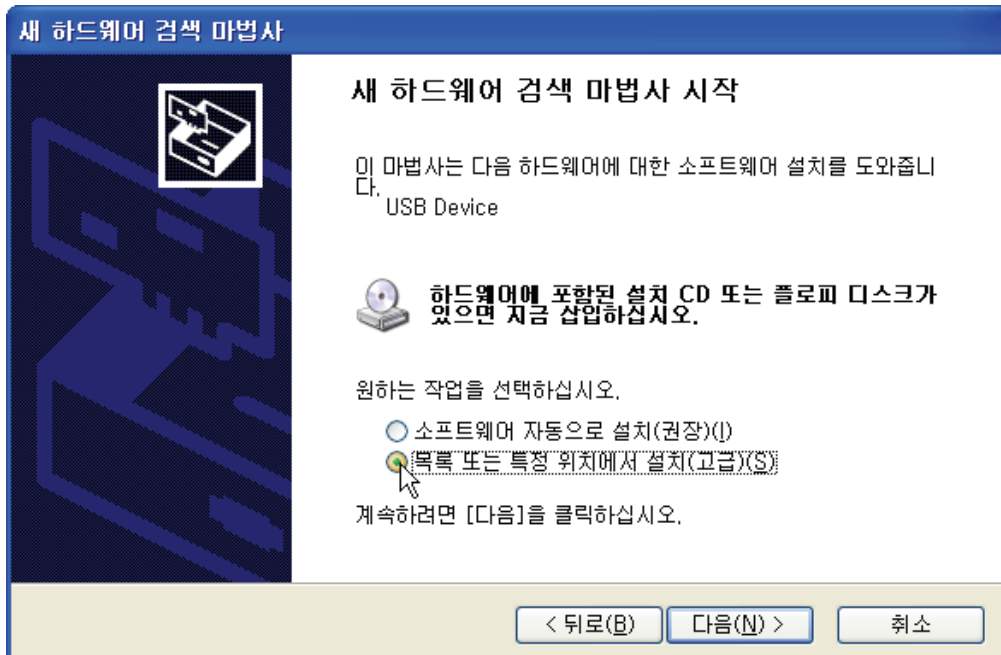 새 하드웨어 검색 마법사
새 하드웨어 검색 마법사 시작
이 마법사는 다음 하드웨어에 대한 소프트웨어 설치를 도와줍니
다.
USB Device
하드웨어에 포함된 설치 CD 또는 플로피 디스크가
있으면 지금 삽입하십시오.
원하는 작업을 선택하십시오.
소프트웨어 자동으로 설치(권장)(I)
목록 또는 특정 위치에서 설치(고급)(S)
계속하려면 [다음]을 클릭하십시오.
< 뒤로(B) 다음(N) > 취소